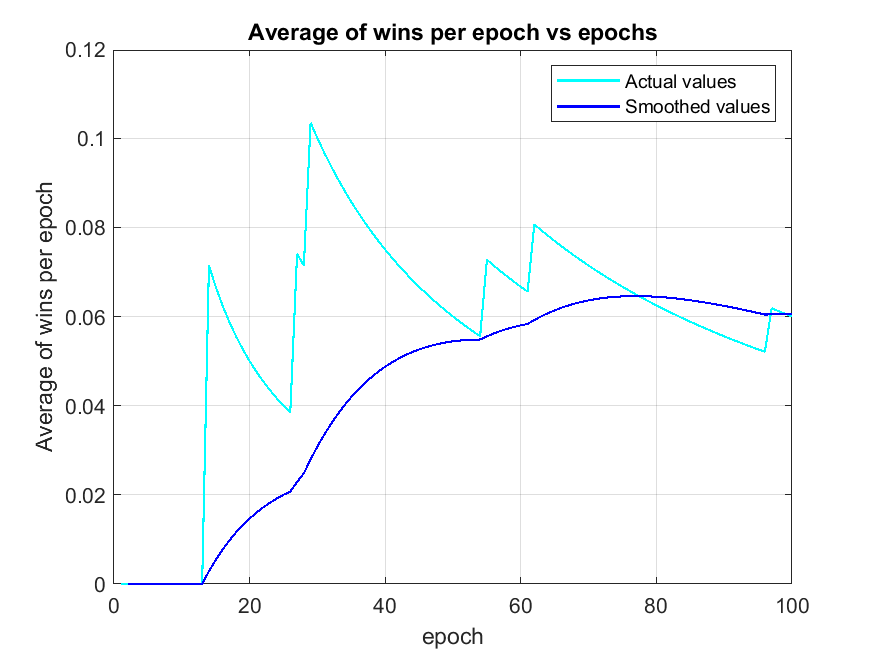 Average of wins per epoch vs epochs
Actual values
Smoothed values
Average of wins per epoch
0.12
0.1
0.08
0.06
0.04
0.02
0
0 20 40 60 80 100
epoch